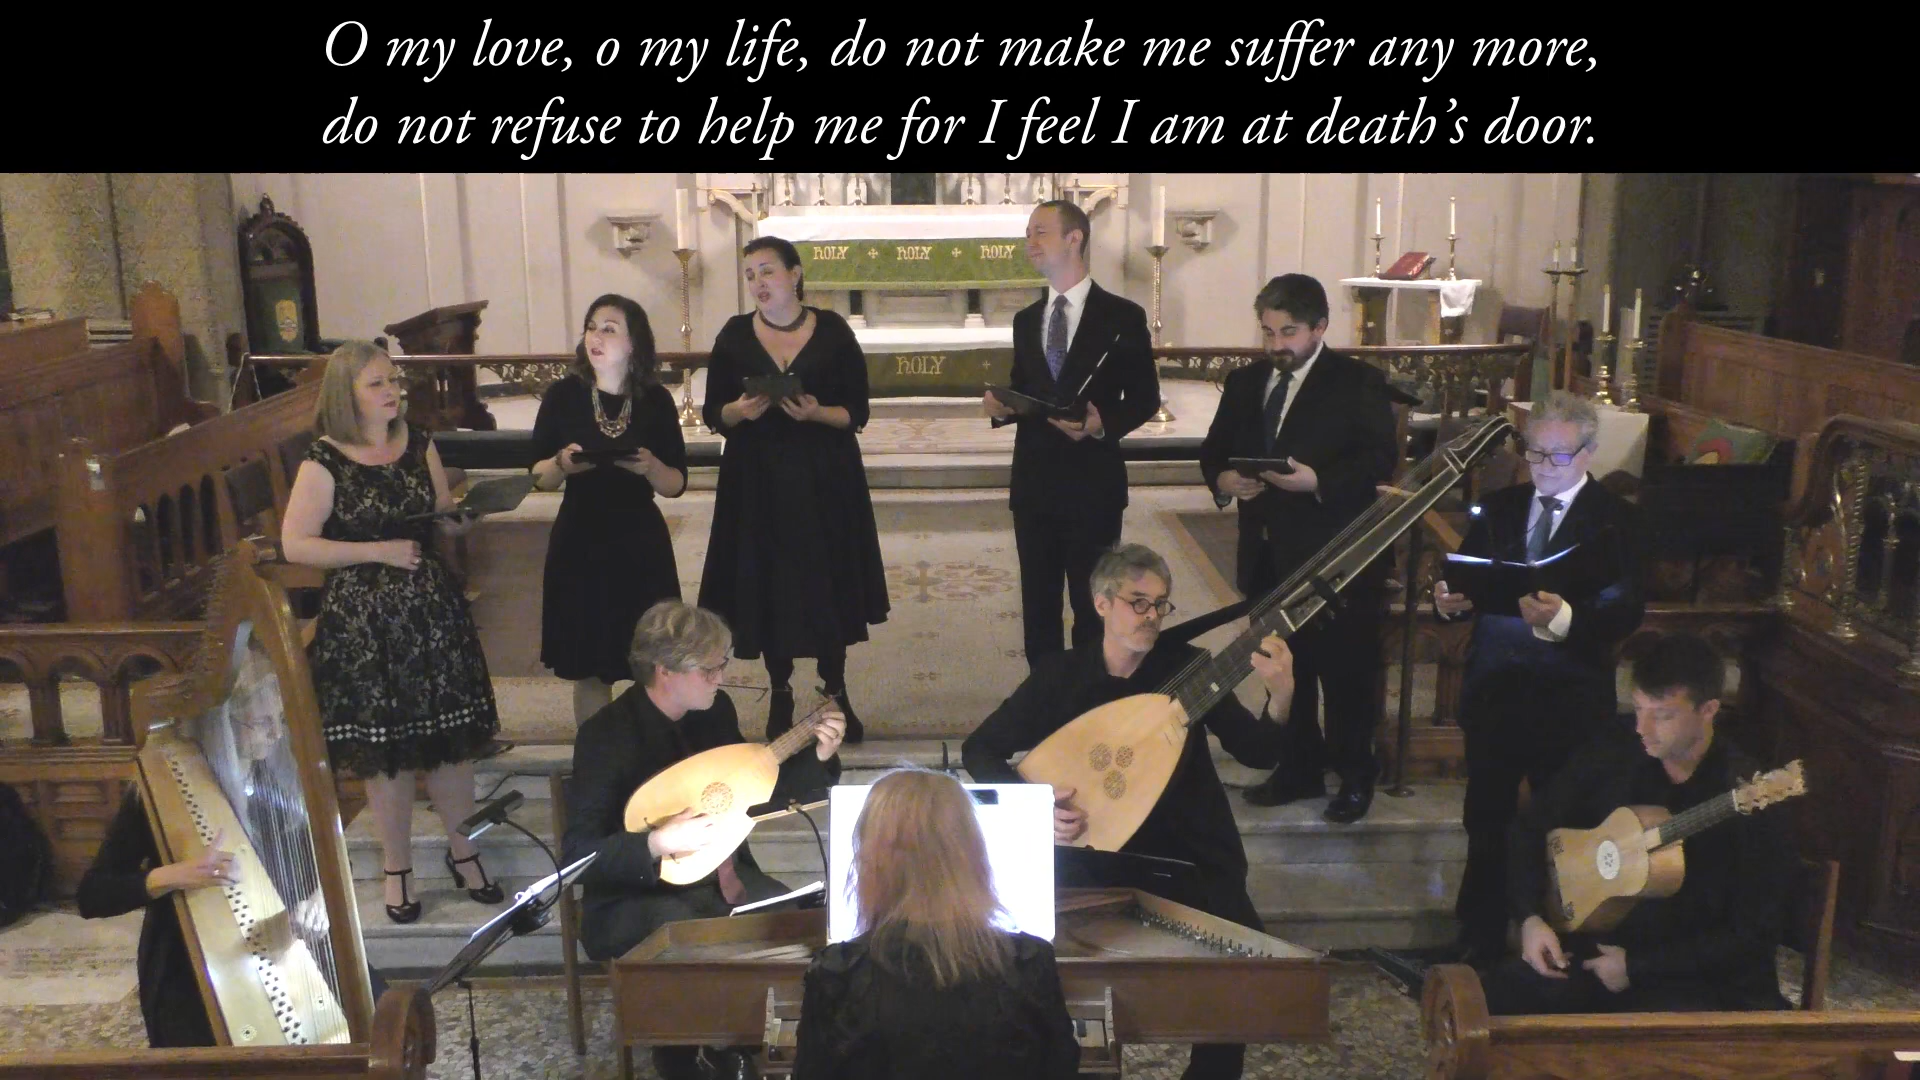 O my love, o my life, do not make me suffer any more,
do not refuse to help me for I feel I am at death's door.
HOLY HOLY HOLY
HOLY